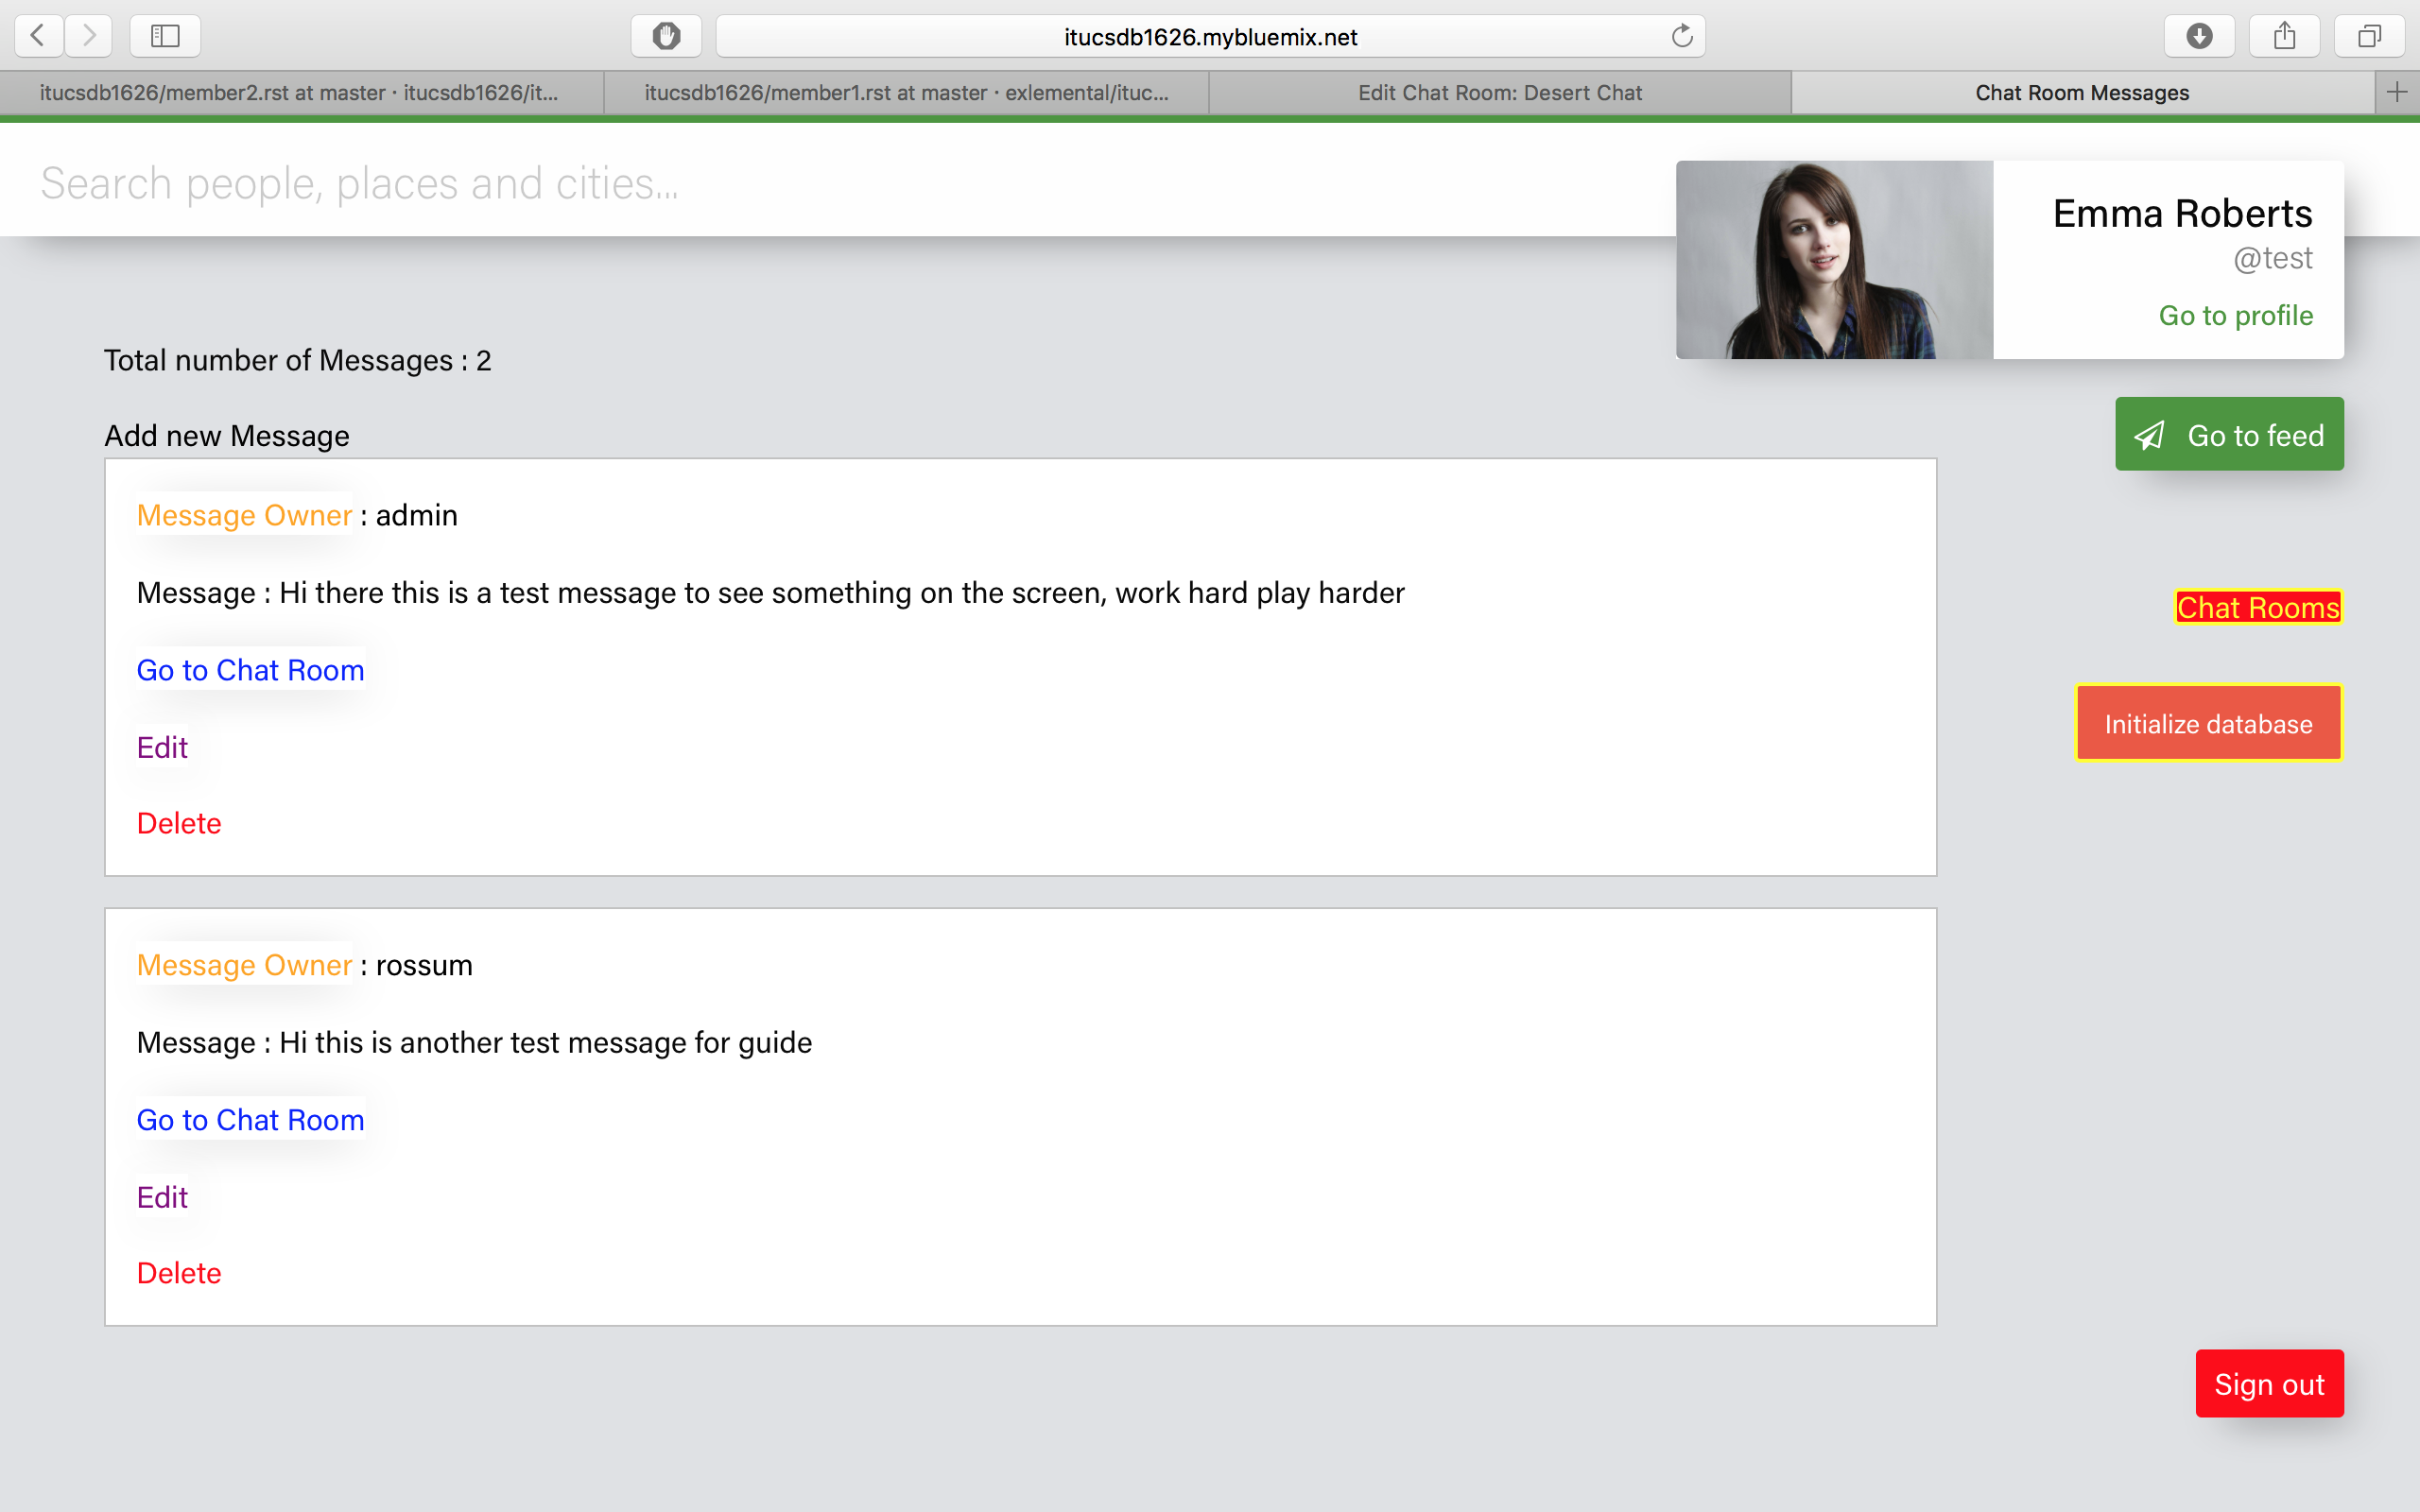 itucsdb1626.mybluemix.net
itucsdb1626/member2.rst at master · itucsdb1626/it...
itucsdb1626/member1.rst at master · exlemental/ituc...
Edit Chat Room: Desert Chat
Chat Room Messages
Search people, places and cities...
Emma Roberts
@test
Go to profile
Total number of Messages : 2
Add new Message
Go to feed
Message Owner : admin
Message : Hi there this is a test message to see something on the screen, work hard play harder
Go to Chat Room
Edit
Delete
Chat Rooms
Initialize database
Message Owner : rossum
Message : Hi this is another test message for guide
Go to Chat Room
Edit
Delete
Sign out